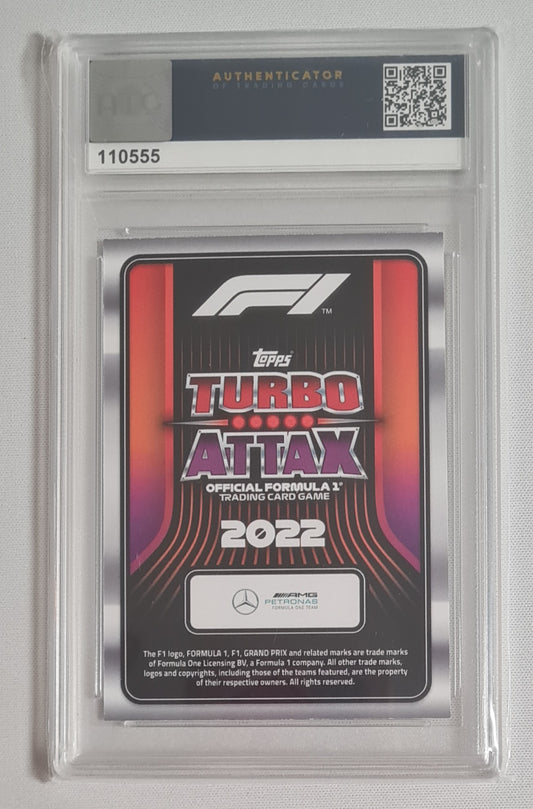 AUTHENTICATOR
OF TRADING CARDS
ATC
110555
F1 TM
topps
TURBO
ATTAX
OFFICIAL FORMULA 1®
TRADING CARD GAME
2022
AMG
PETRONAS
FORMULA ONE TEAM
The F1 logo, FORMULA 1, F1, GRAND PRIX and related marks are trade marks
of Formula One Licensing BV, a Formula 1 company. All other trade marks,
logos and copyrights, including those of the teams featured, are the property
of their respective owners. All rights reserved.